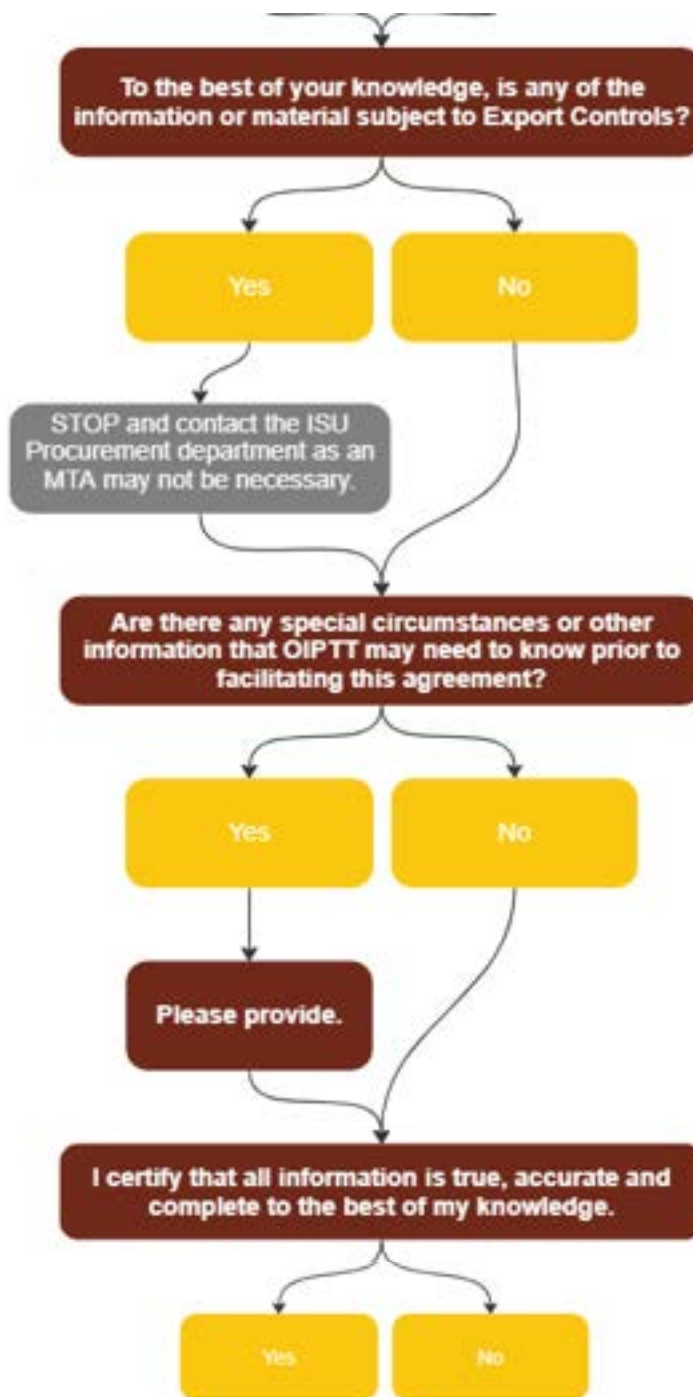 To the best of your knowledge, is any of the
information or material subject to Export Controls?
Yes
No
STOP and contact the ISU
Procurement department as an
MTA may not be necessary.
Are there any special circumstances or other
information that OIPTT may need to know prior to
facilitating this agreement?
Yes
No
Please provide.
I certify that all information is true, accurate and
complete to the best of my knowledge.
Yes
No